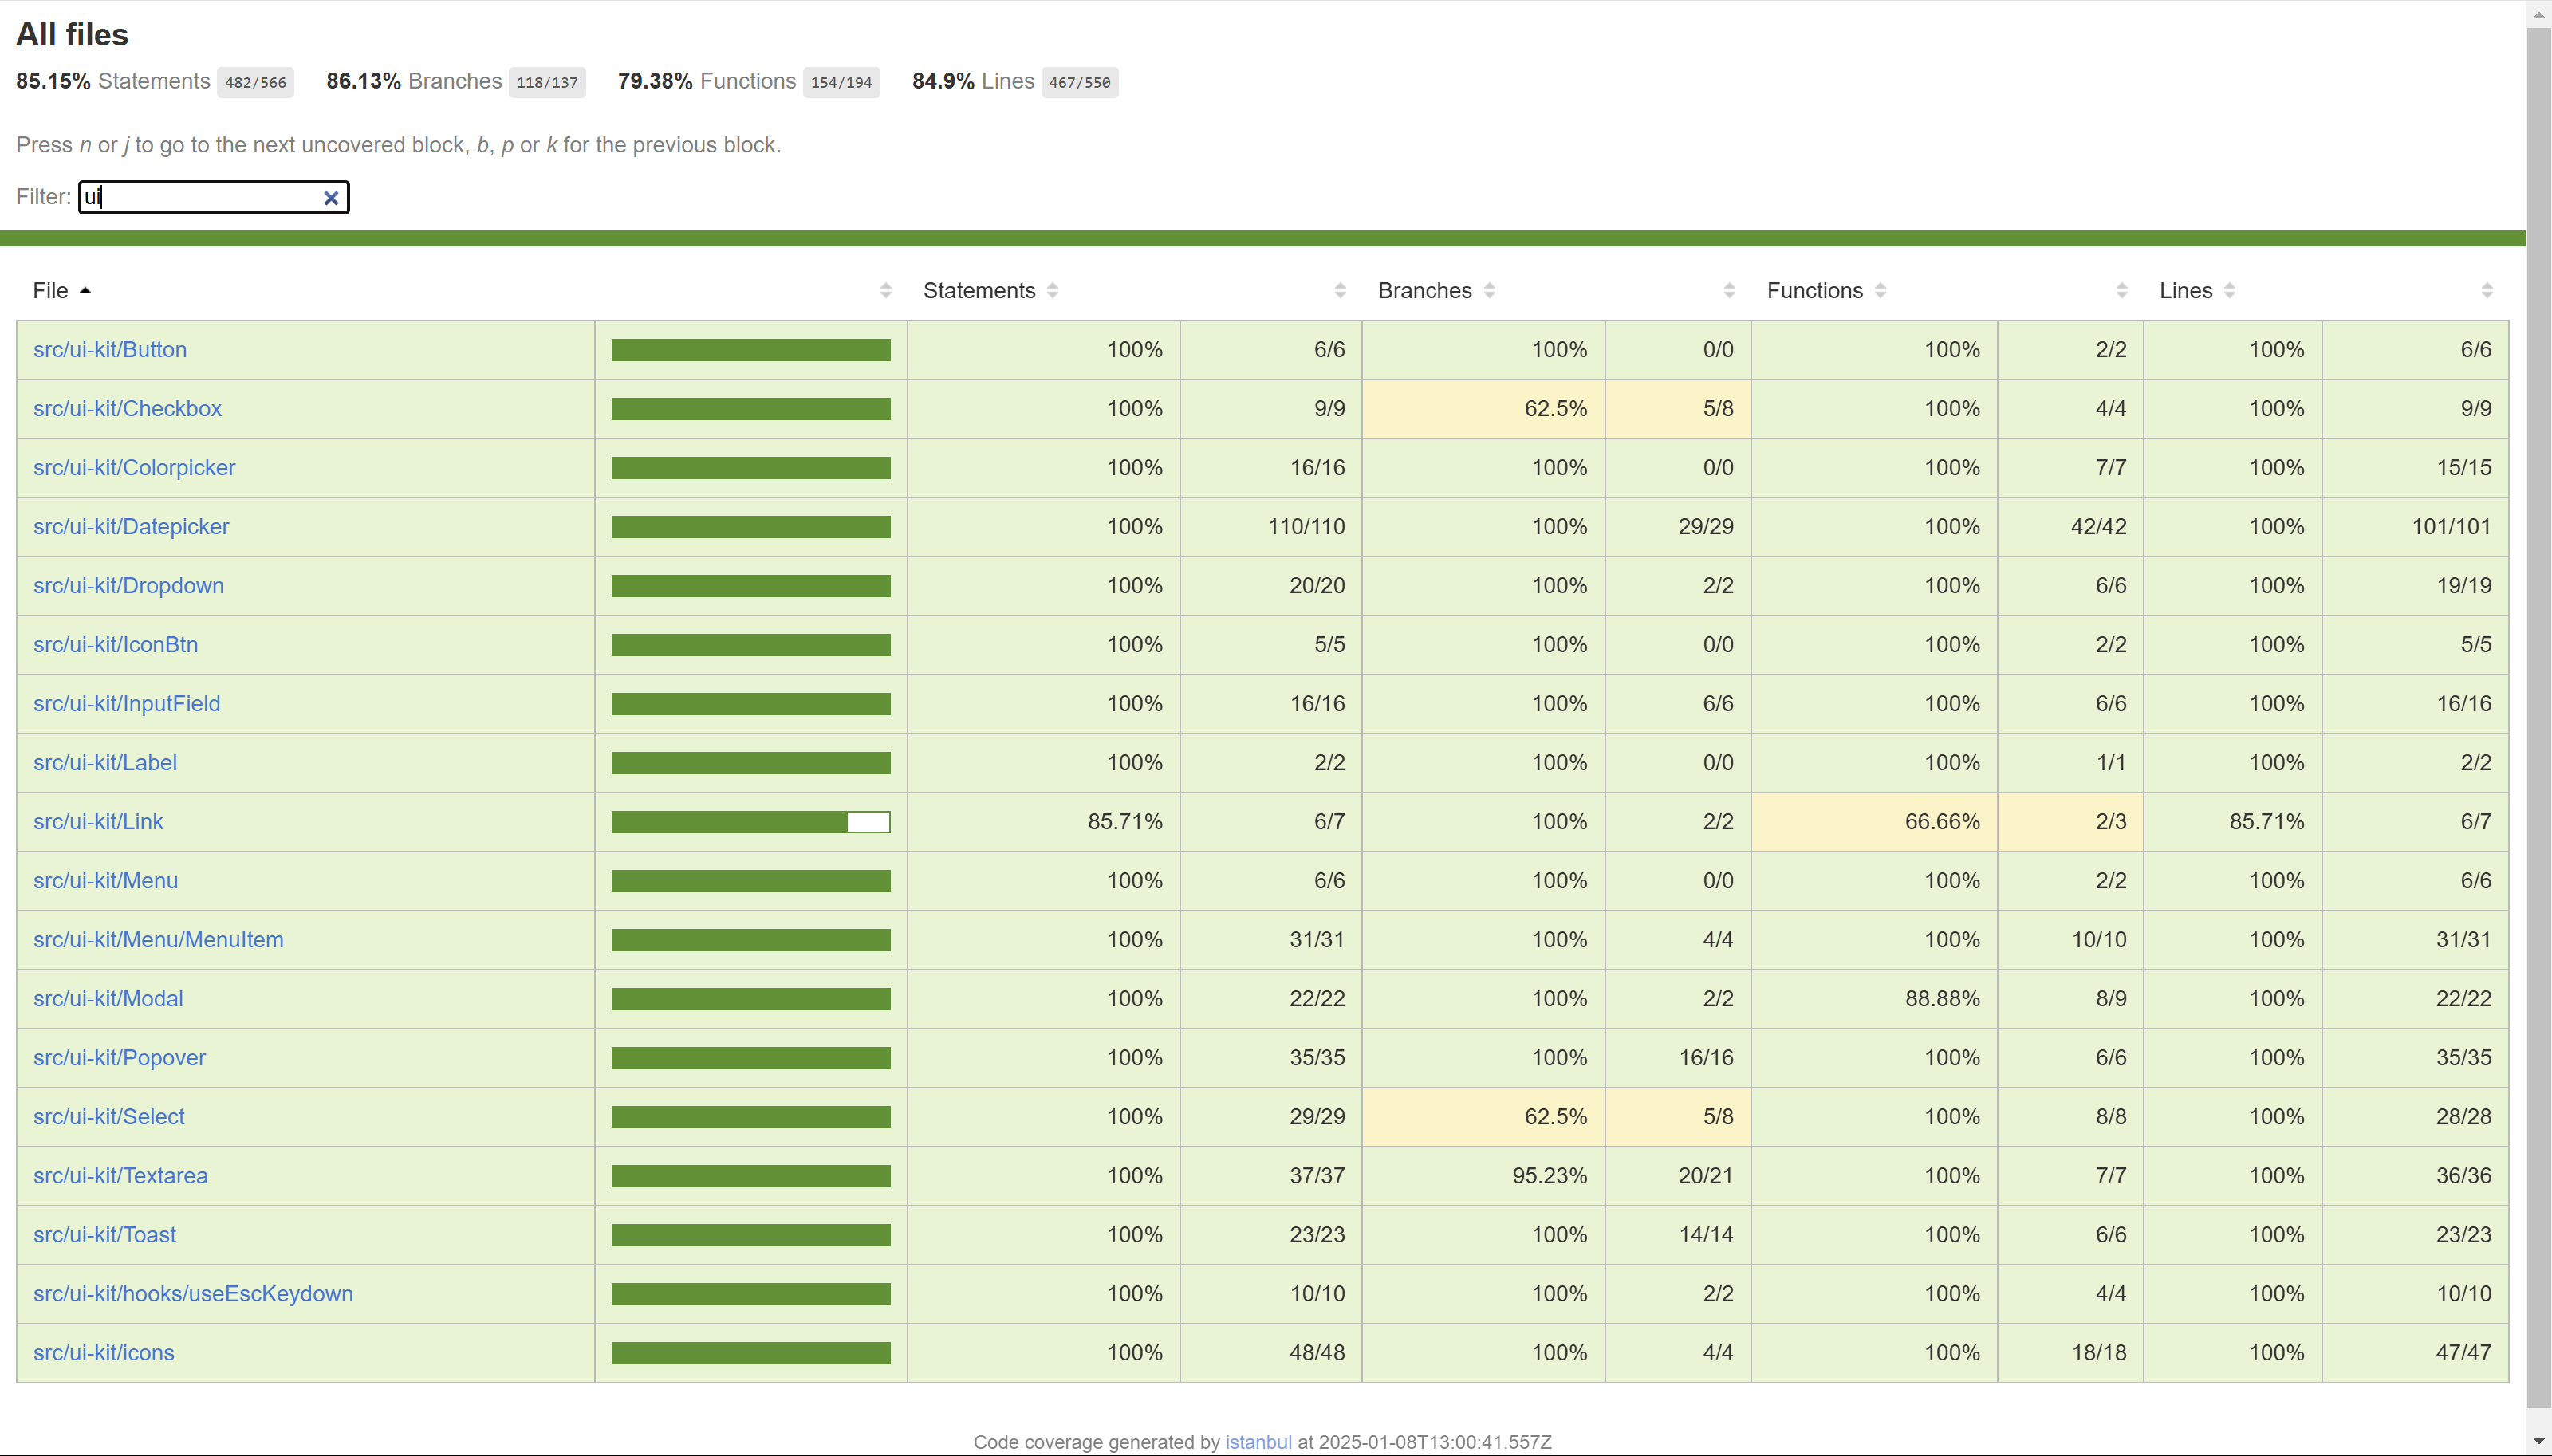 All files
85.15% Statements 482/566 86.13% Branches 118/137 79.38% Functions 154/194 84.9% Lines 467/550
Press n or j to go to the next uncovered block, b, p or k for the previous block.
Filter: ui
File Statements Branches Functions Lines
src/ui-kit/Button 100% 6/6 100% 0/0 100% 2/2 100% 6/6
src/ui-kit/Checkbox 100% 9/9 62.5% 5/8 100% 4/4 100% 9/9
src/ui-kit/Colorpicker 100% 16/16 100% 0/0 100% 7/7 100% 15/15
src/ui-kit/Datepicker 100% 110/110 100% 29/29 100% 42/42 100% 101/101
src/ui-kit/Dropdown 100% 20/20 100% 2/2 100% 6/6 100% 19/19
src/ui-kit/IconBtn 100% 5/5 100% 0/0 100% 2/2 100% 5/5
src/ui-kit/InputField 100% 16/16 100% 6/6 100% 6/6 100% 16/16
src/ui-kit/Label 100% 2/2 100% 0/0 100% 1/1 100% 2/2
src/ui-kit/Link 85.71% 6/7 100% 2/2 66.66% 2/3 85.71% 6/7
src/ui-kit/Menu 100% 6/6 100% 0/0 100% 2/2 100% 6/6
src/ui-kit/Menu/MenuItem 100% 31/31 100% 4/4 100% 10/10 100% 31/31
src/ui-kit/Modal 100% 22/22 100% 2/2 88.88% 8/9 100% 22/22
src/ui-kit/Popover 100% 35/35 100% 16/16 100% 6/6 100% 35/35
src/ui-kit/Select 100% 29/29 62.5% 5/8 100% 8/8 100% 28/28
src/ui-kit/Textarea 100% 37/37 95.23% 20/21 100% 7/7 100% 36/36
src/ui-kit/Toast 100% 23/23 100% 14/14 100% 6/6 100% 23/23
src/ui-kit/hooks/useEscKeydown 100% 10/10 100% 2/2 100% 4/4 100% 10/10
src/ui-kit/icons 100% 48/48 100% 4/4 100% 18/18 100% 47/47
Code coverage generated by istanbul at 2025-01-08T13:00:41.557Z